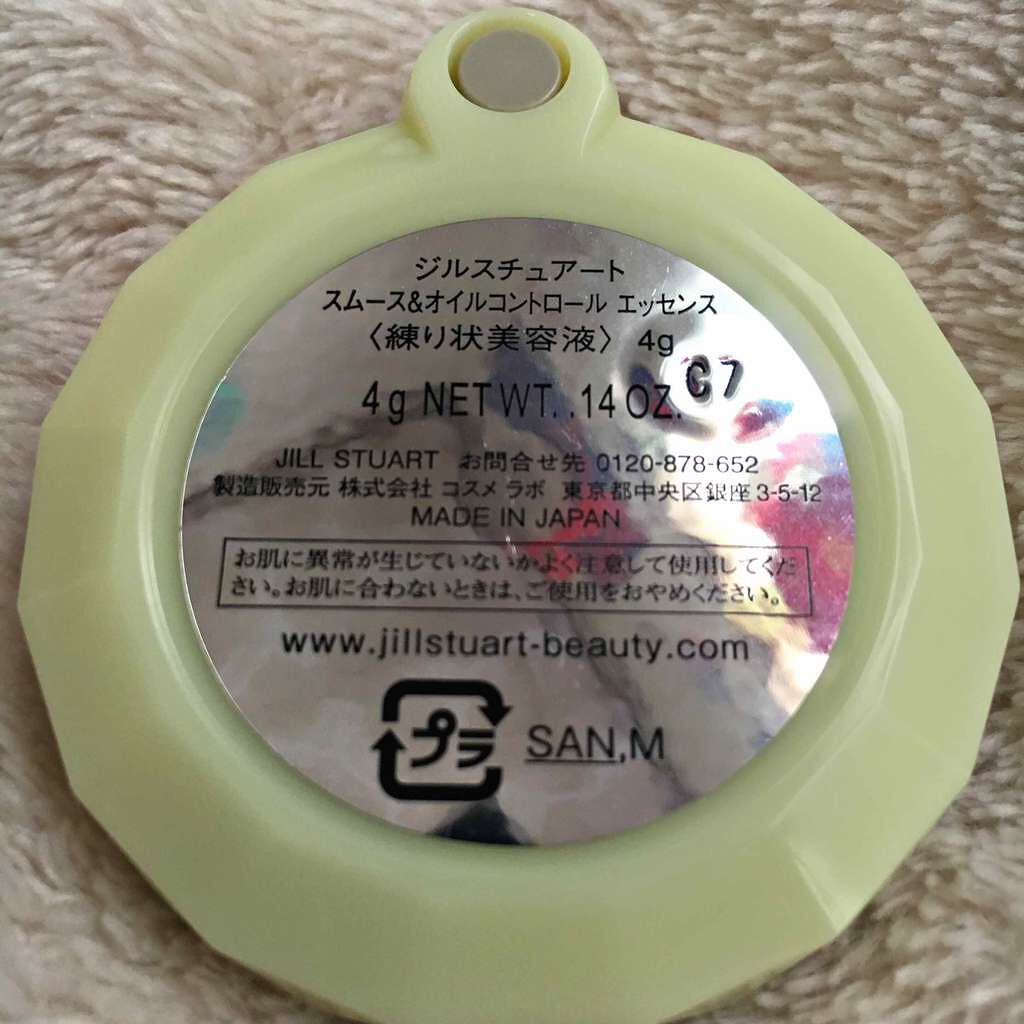 ジルスチュアート
スムース&オイルコントロール エッセンス
〈練り状美容液〉 4g
4g NET WT. .14 OZ. C7
JILL STUART お問合せ先 0120-878-652
製造販売元 株式会社 コスメ ラボ 東京都中央区銀座3-5-12
MADE IN JAPAN
お肌に異常が生じていないかよく注意して使用してくだ
さい。お肌に合わないときは、ご使用をおやめください。
www.jillstuart-beauty.com
プラ SAN,M